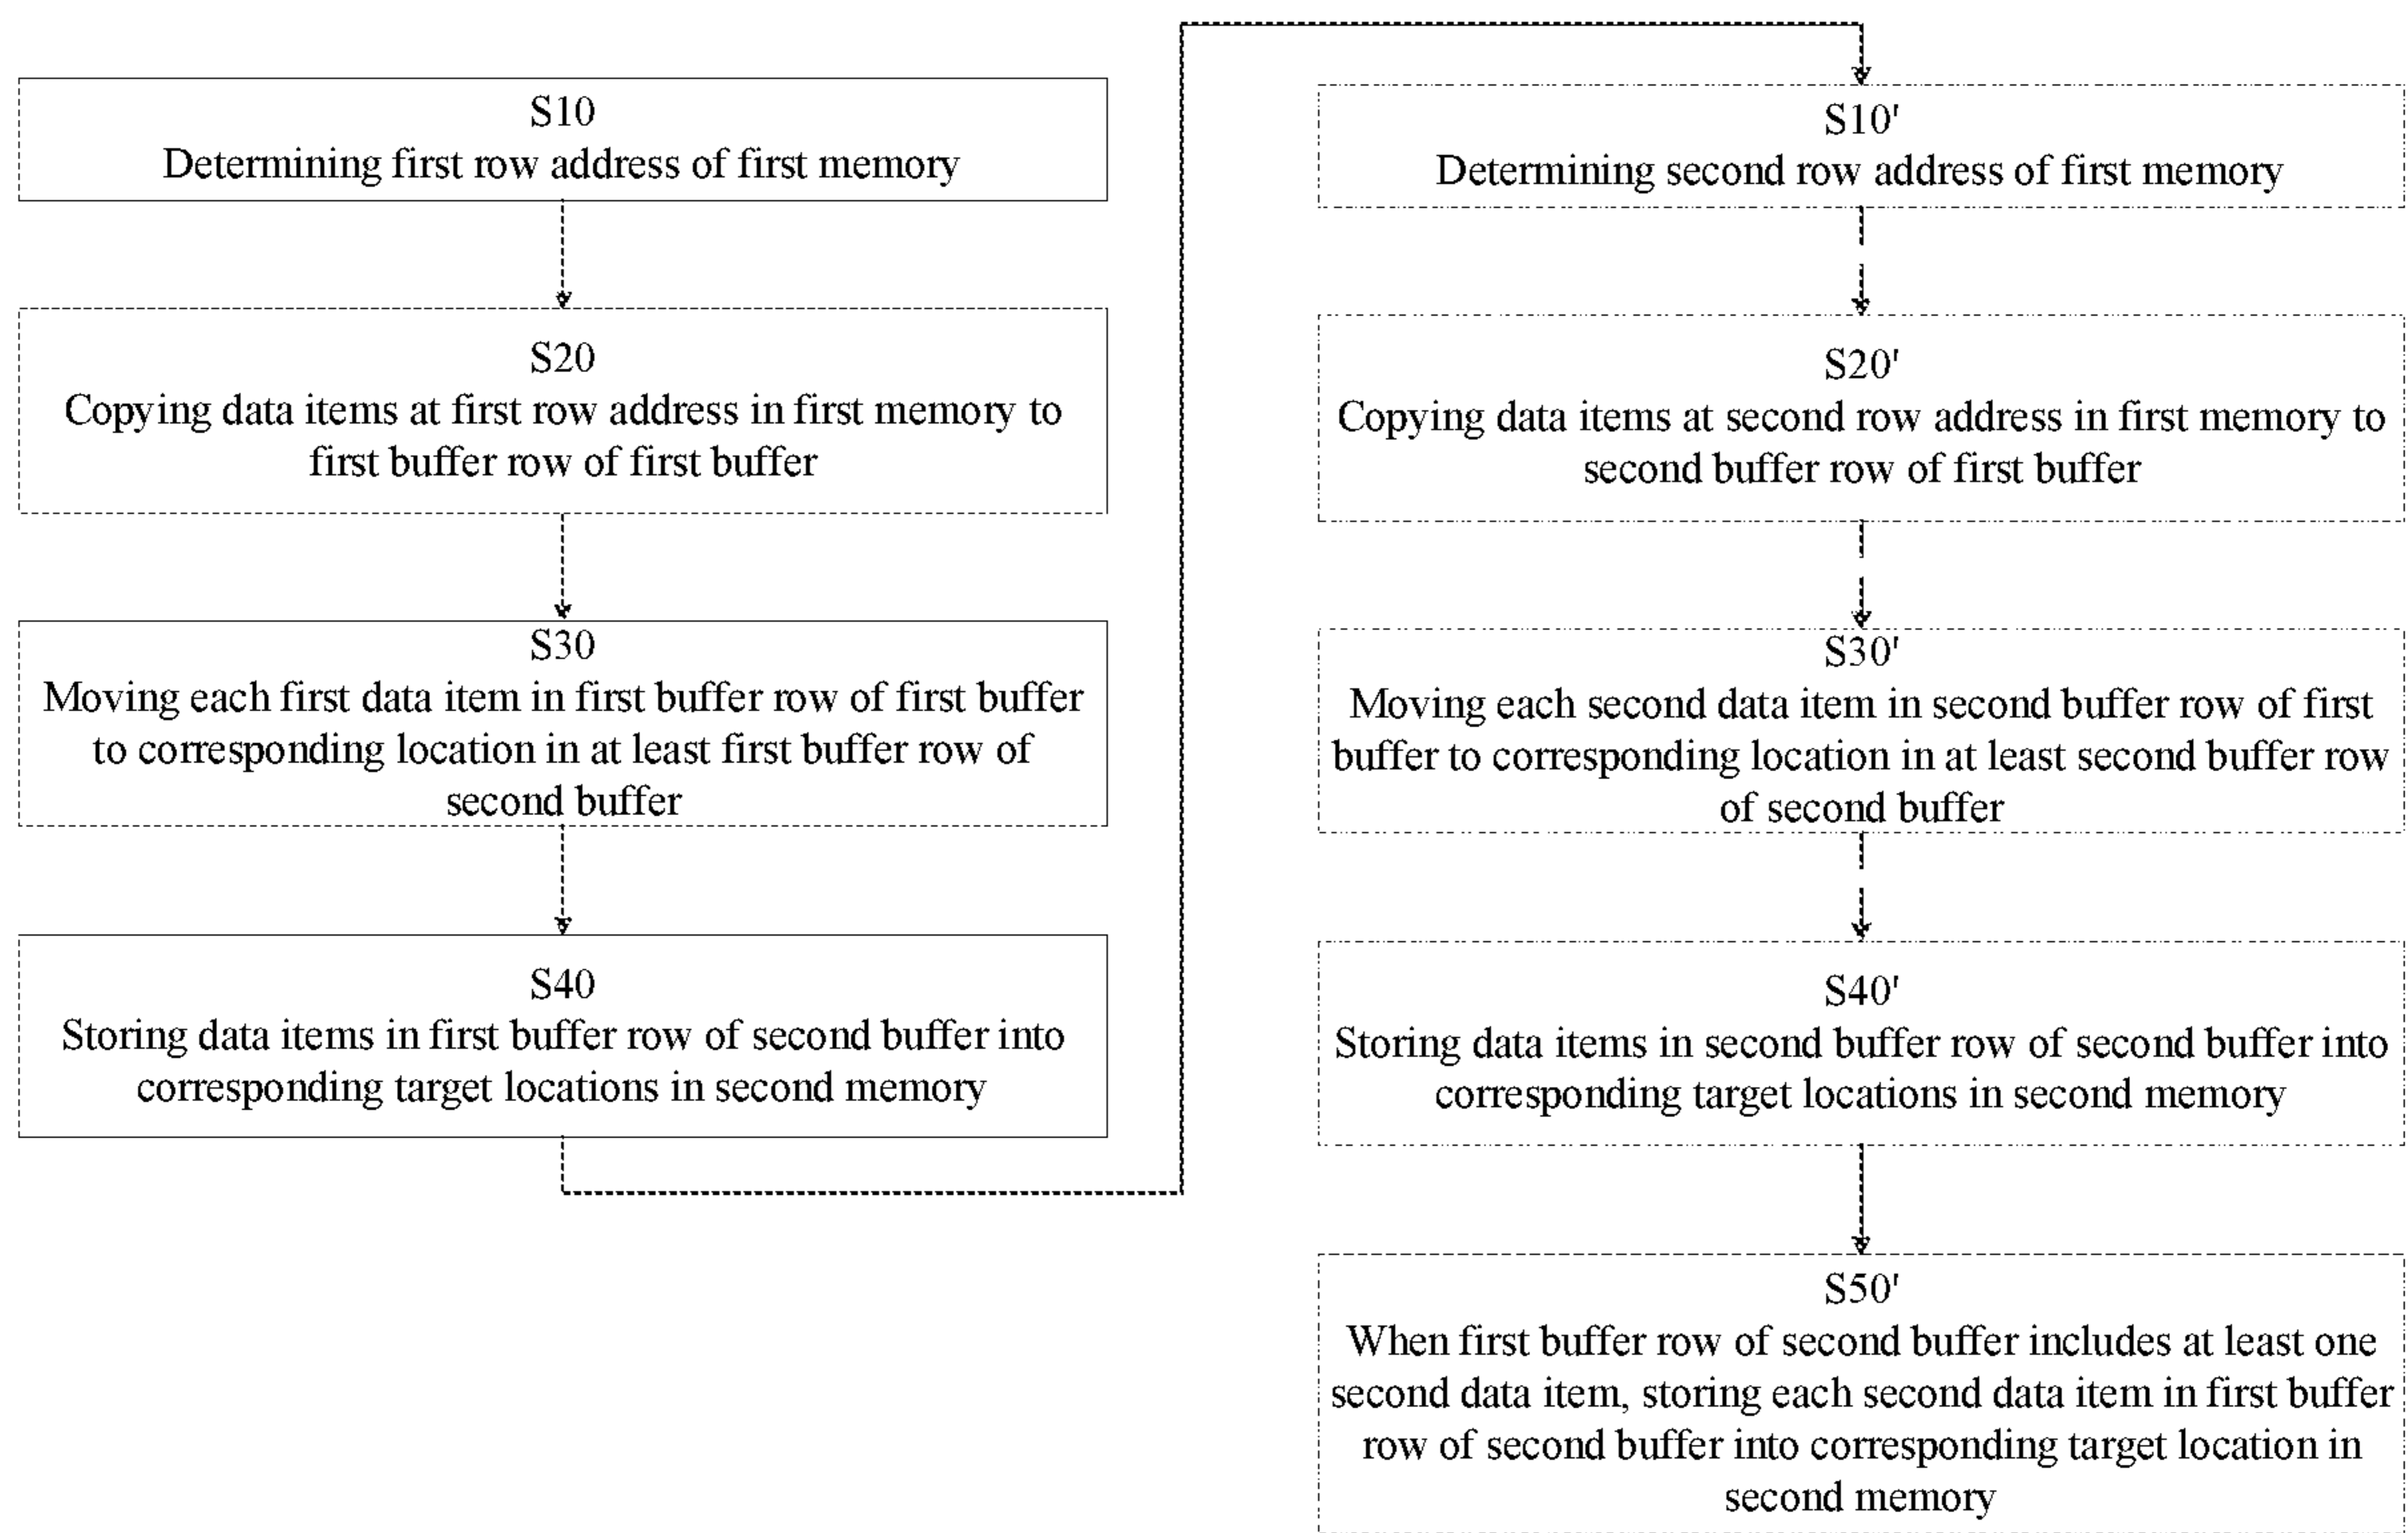 S10
Determining first row address of first memory
S20
Copying data items at first row address in first memory to
first buffer row of first buffer
S30
Moving each first data item in first buffer row of first buffer
to corresponding location in at least first buffer row of
second buffer
S40
Storing data items in first buffer row of second buffer into
corresponding target locations in second memory
S10'
Determining second row address of first memory
S20'
Copying data items at second row address in first memory to
second buffer row of first buffer
S30'
Moving each second data item in second buffer row of first
buffer to corresponding location in at least second buffer row
of second buffer
S40'
Storing data items in second buffer row of second buffer into
corresponding target locations in second memory
S50'
When first buffer row of second buffer includes at least one
second data item, storing each second data item in first buffer
row of second buffer into corresponding target location in
second memory